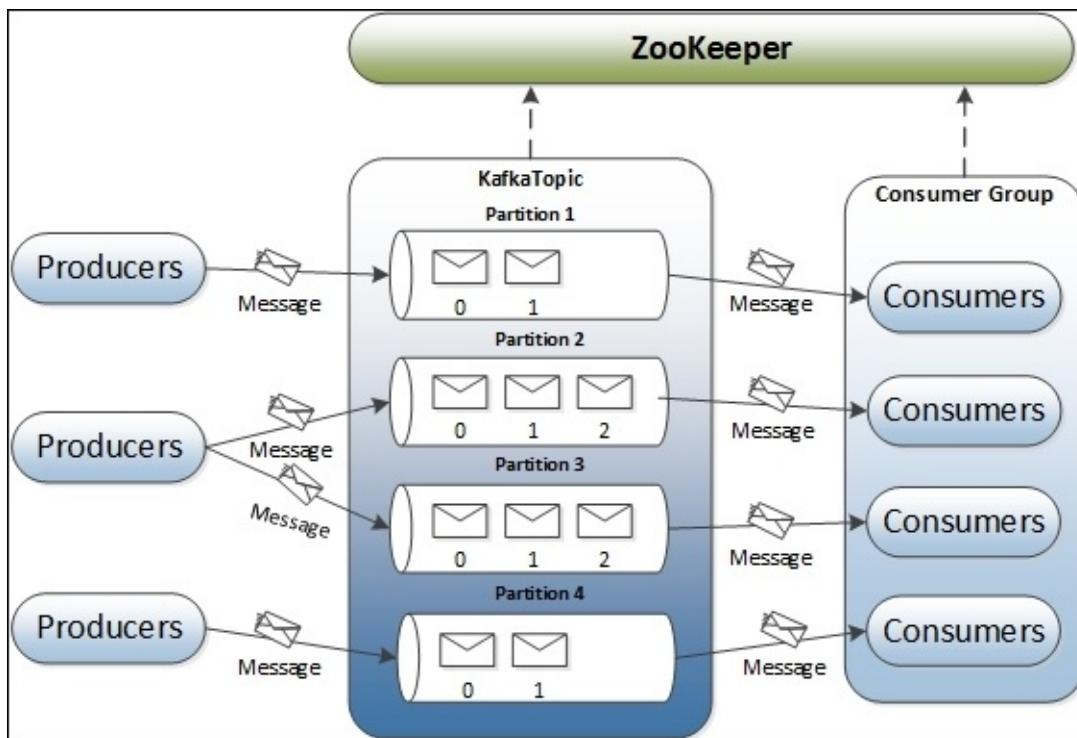 ZooKeeper
KafkaTopic
Consumer Group
Partition 1
Producers
Message
0 1
Message
Consumers
Partition 2
Producers
Message
Message
0 1 2
Message
Consumers
Partition 3
0 1 2
Message
Consumers
Partition 4
Producers
Message
0 1
Message
Consumers